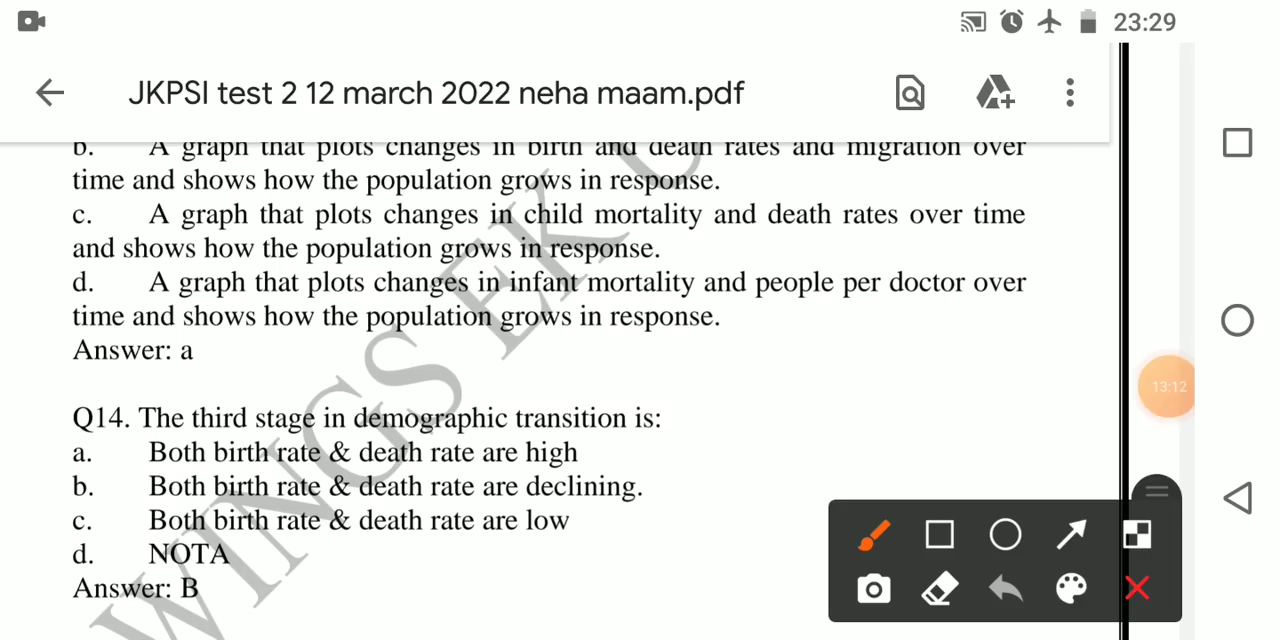 23:29
JKPSI test 2 12 march 2022 neha maam.pdf
b. A graph that plots changes in birth and death rates and migration over
time and shows how the population grows in response.
c. A graph that plots changes in child mortality and death rates over time
and shows how the population grows in response.
d. A graph that plots changes in infant mortality and people per doctor over
time and shows how the population grows in response.
Answer: a
13:12
Q14. The third stage in demographic transition is:
a. Both birth rate & death rate are high
b. Both birth rate & death rate are declining.
c. Both birth rate & death rate are low
d. NOTA
Answer: B
WINGS EK U